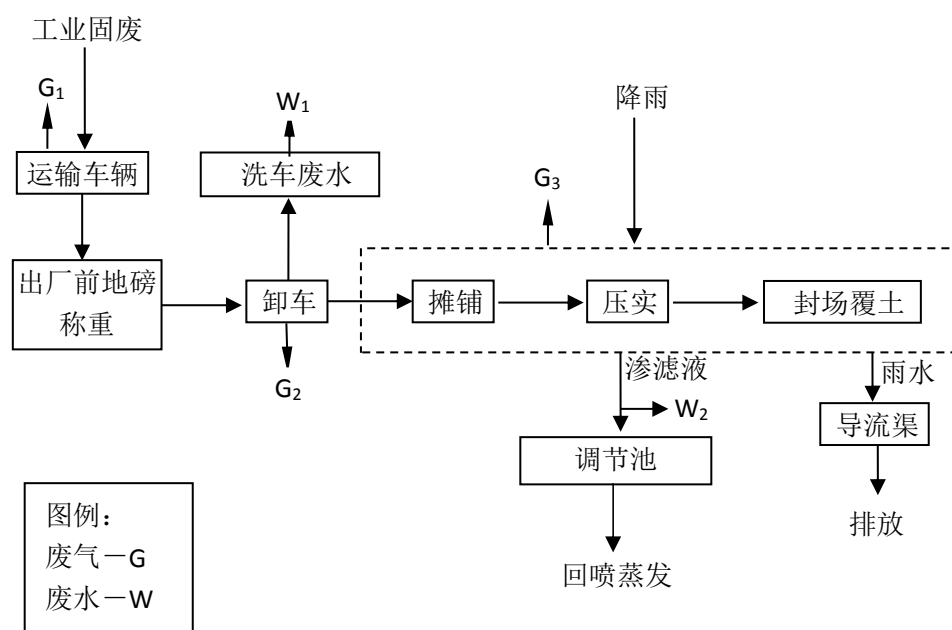 工业固废
G₁
运输车辆
出厂前地磅
称重
W₁
洗车废水
卸车
G₂
降雨
G₃
摊铺
压实
封场覆土
渗滤液
W₂
调节池
回喷蒸发
雨水
导流渠
排放
图例：
废气－G
废水－W